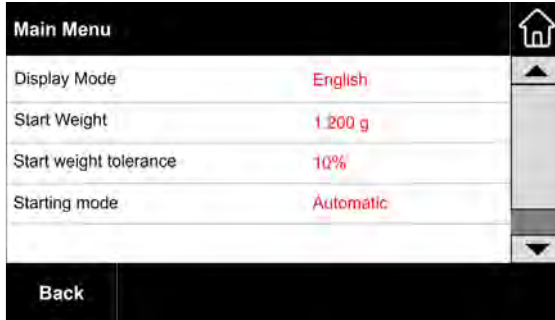 Main Menu
Display Mode English
Start Weight 1.200 g
Start weight tolerance 10%
Starting mode Automatic
Back